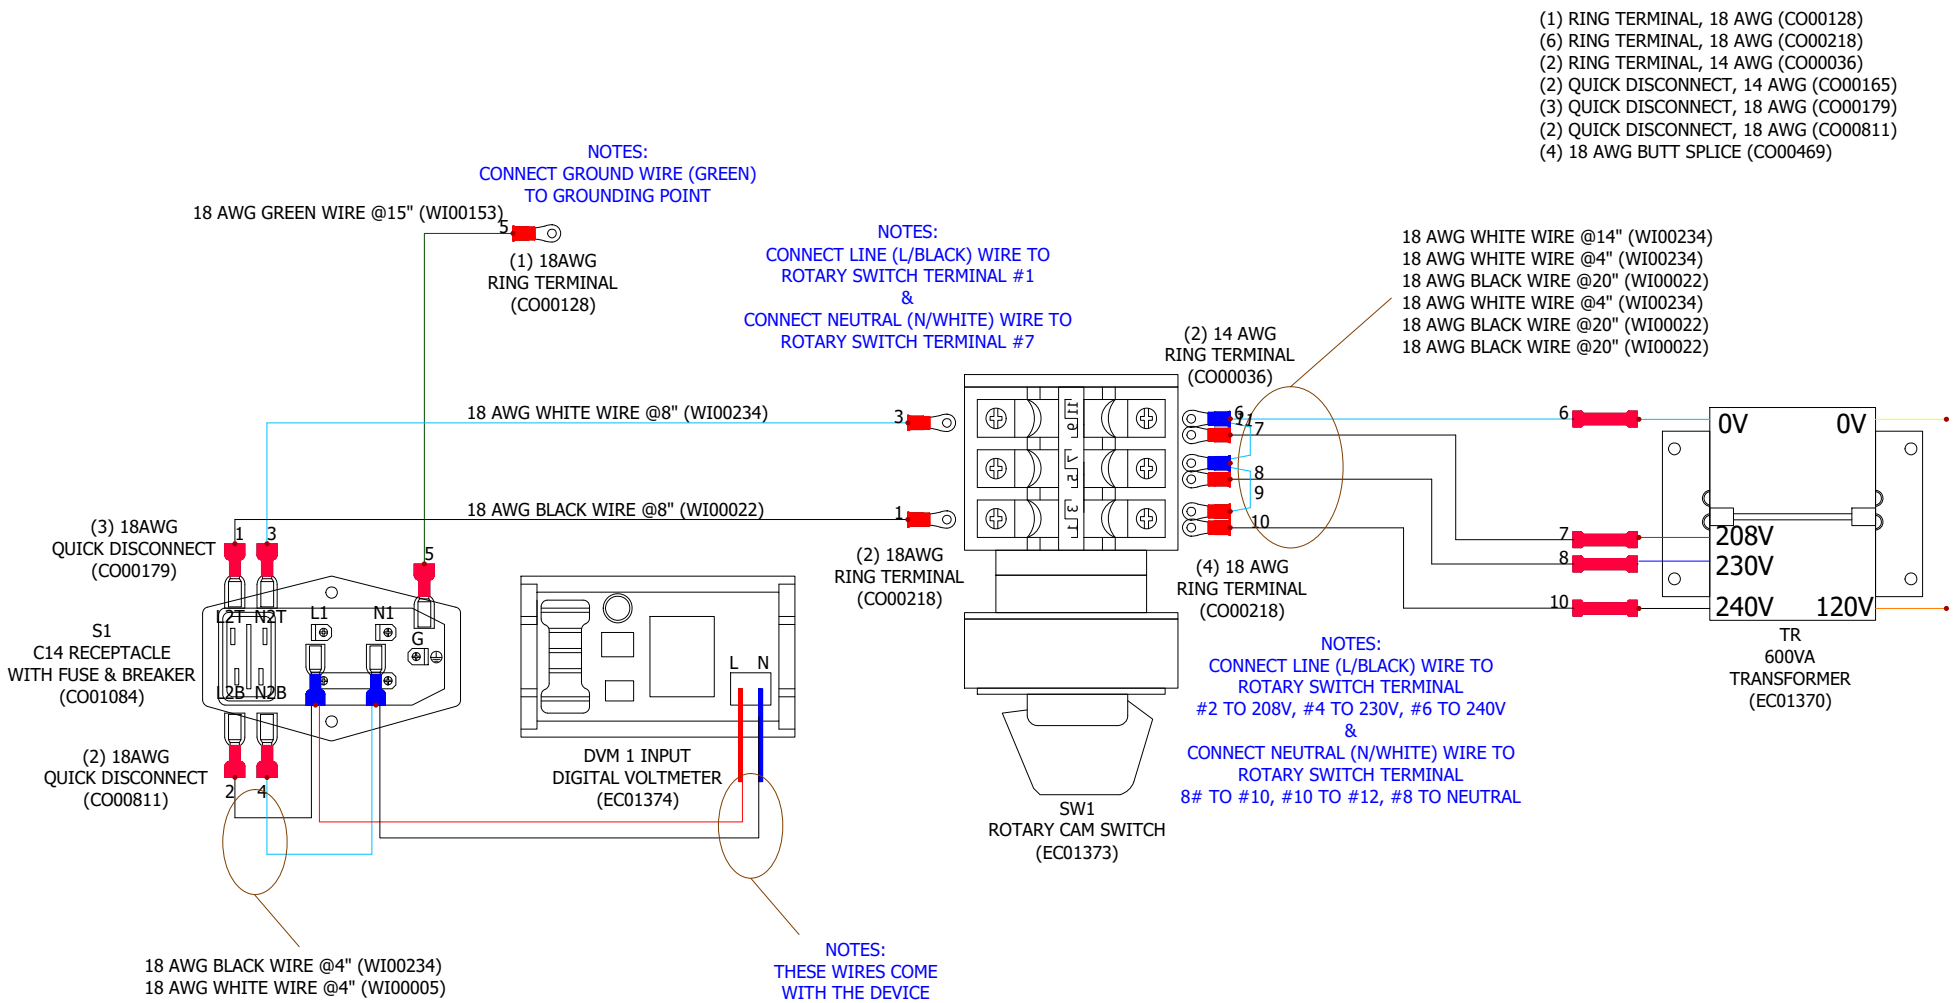 (1) RING TERMINAL, 18 AWG (CO00128)
(6) RING TERMINAL, 18 AWG (CO00218)
(2) RING TERMINAL, 14 AWG (CO00036)
(2) QUICK DISCONNECT, 14 AWG (CO00165)
(3) QUICK DISCONNECT, 18 AWG (CO00179)
(2) QUICK DISCONNECT, 18 AWG (CO00811)
(4) 18 AWG BUTT SPLICE (CO00469)
NOTES:
CONNECT GROUND WIRE (GREEN)
TO GROUNDING POINT
18 AWG GREEN WIRE @15" (WI00153)
5
(1) 18AWG
RING TERMINAL
(CO00128)
NOTES:
CONNECT LINE (L/BLACK) WIRE TO
ROTARY SWITCH TERMINAL #1
&
CONNECT NEUTRAL (N/WHITE) WIRE TO
ROTARY SWITCH TERMINAL #7
18 AWG WHITE WIRE @14" (WI00234)
18 AWG WHITE WIRE @4" (WI00234)
18 AWG BLACK WIRE @20" (WI00022)
18 AWG WHITE WIRE @4" (WI00234)
18 AWG BLACK WIRE @20" (WI00022)
18 AWG BLACK WIRE @20" (WI00022)
(2) 14 AWG
RING TERMINAL
(CO00036)
18 AWG WHITE WIRE @8" (WI00234)
3
11 9
7 5
3 1
6
11
7
8
9
10
6
7
8
10
0V
0V
208V
230V
240V
120V
TR
600VA
TRANSFORMER
(EC01370)
18 AWG BLACK WIRE @8" (WI00022)
1
(2) 18AWG
RING TERMINAL
(CO00218)
(4) 18 AWG
RING TERMINAL
(CO00218)
(3) 18AWG
QUICK DISCONNECT
(CO00179)
1
3
5
L2T
N2T
L1
N1
G
L2B
N2B
S1
C14 RECEPTACLE
WITH FUSE & BREAKER
(CO01084)
(2) 18AWG
QUICK DISCONNECT
(CO00811)
2
4
L
N
DVM 1 INPUT
DIGITAL VOLTMETER
(EC01374)
SW1
ROTARY CAM SWITCH
(EC01373)
NOTES:
CONNECT LINE (L/BLACK) WIRE TO
ROTARY SWITCH TERMINAL
#2 TO 208V, #4 TO 230V, #6 TO 240V
&
CONNECT NEUTRAL (N/WHITE) WIRE TO
ROTARY SWITCH TERMINAL
8# TO #10, #10 TO #12, #8 TO NEUTRAL
18 AWG BLACK WIRE @4" (WI00234)
18 AWG WHITE WIRE @4" (WI00005)
NOTES:
THESE WIRES COME
WITH THE DEVICE